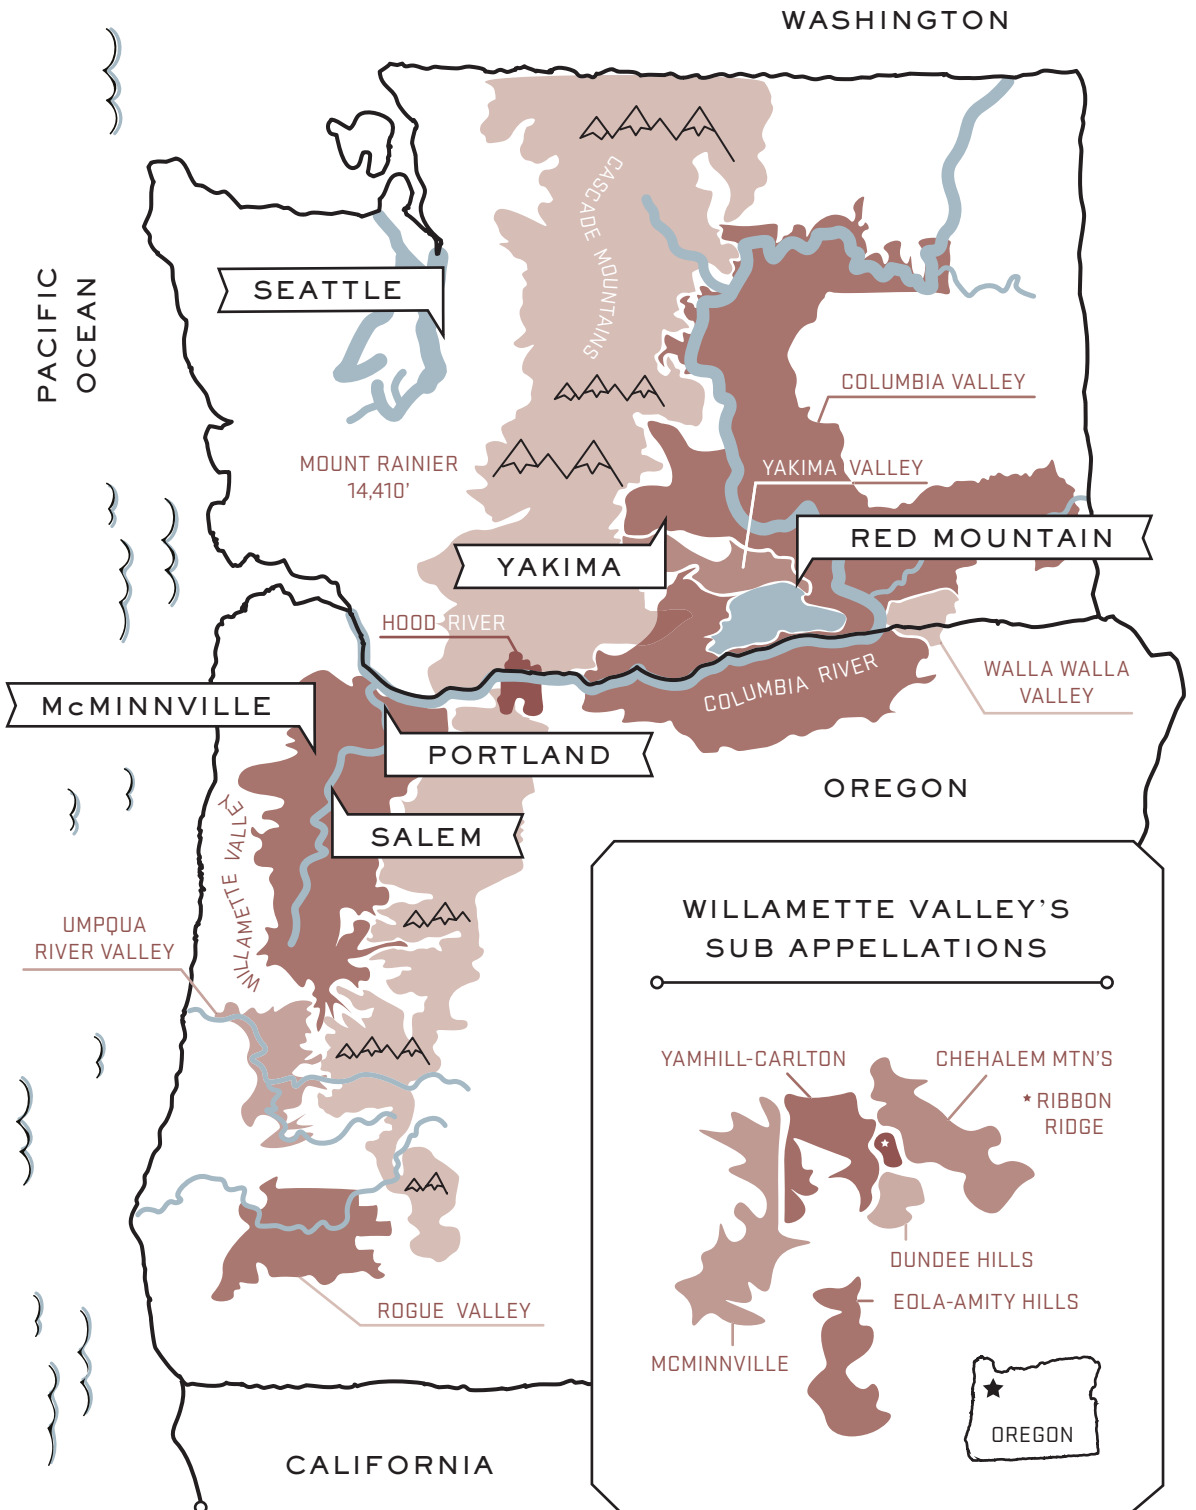 WASHINGTON
CASCADE MOUNTAINS
PACIFIC
OCEAN
SEATTLE
COLUMBIA VALLEY
MOUNT RAINIER
14,410'
YAKIMA VALLEY
RED MOUNTAIN
YAKIMA
HOOD RIVER
WALLA WALLA
VALLEY
COLUMBIA RIVER
McMINNVILLE
PORTLAND
OREGON
WILLAMETTE VALLEY
SALEM
UMPQUA
RIVER VALLEY
ROGUE VALLEY
CALIFORNIA
WILLAMETTE VALLEY'S
SUB APPELLATIONS
YAMHILL-CARLTON
CHEHALEM MTN'S
RIBBON
RIDGE
DUNDEE HILLS
EOLA-AMITY HILLS
MCMINNVILLE
OREGON